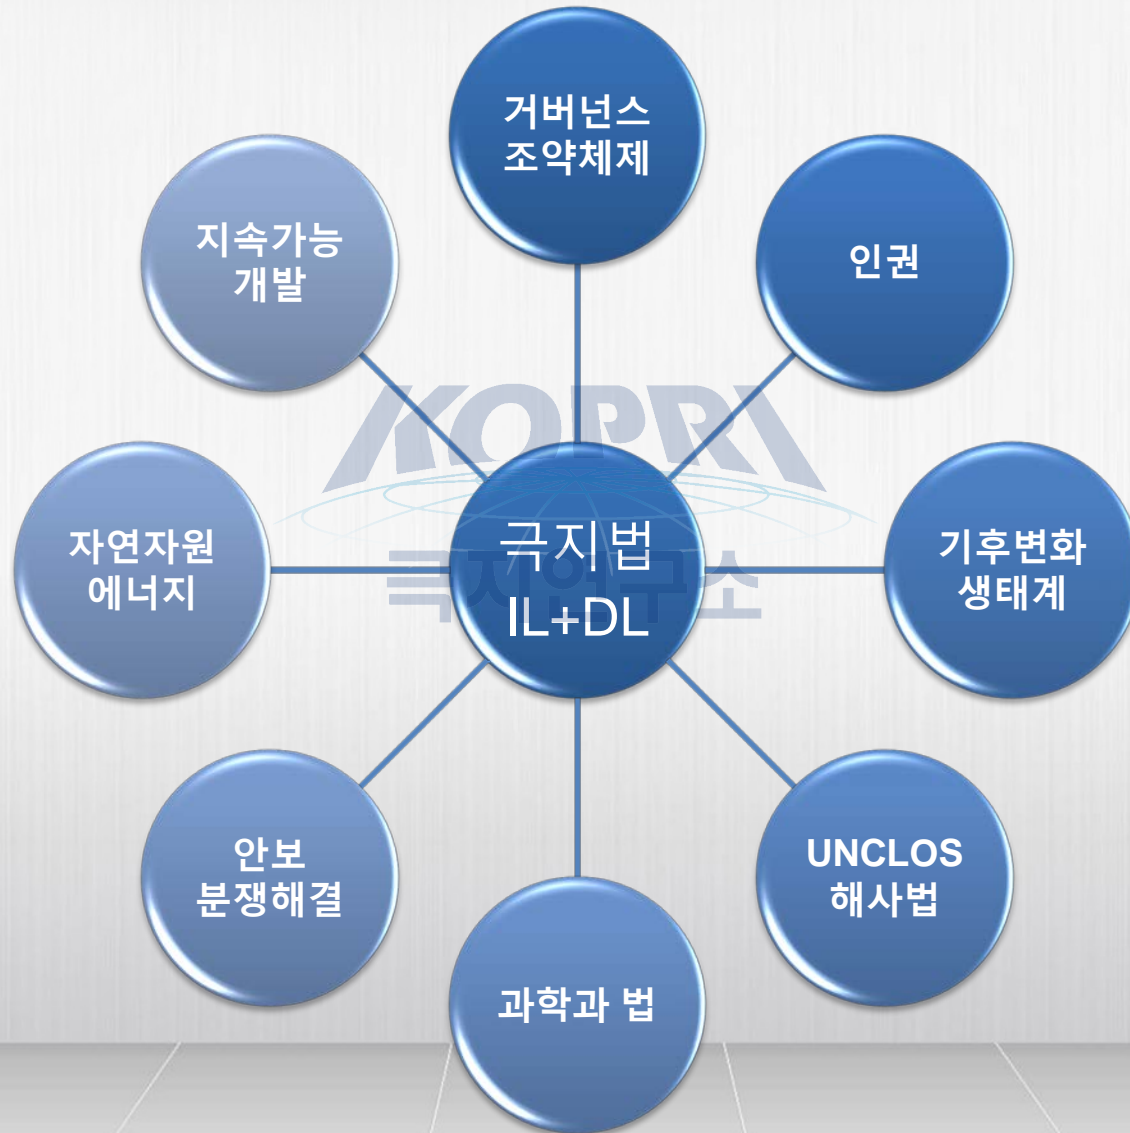 거버넌스
조약체제
지속가능
개발
인권
KOPRI
자연자원
에너지
극지법
IL+DL
극지연구소
기후변화
생태계
안보
분쟁해결
UNCLOS
해사법
과학과 법